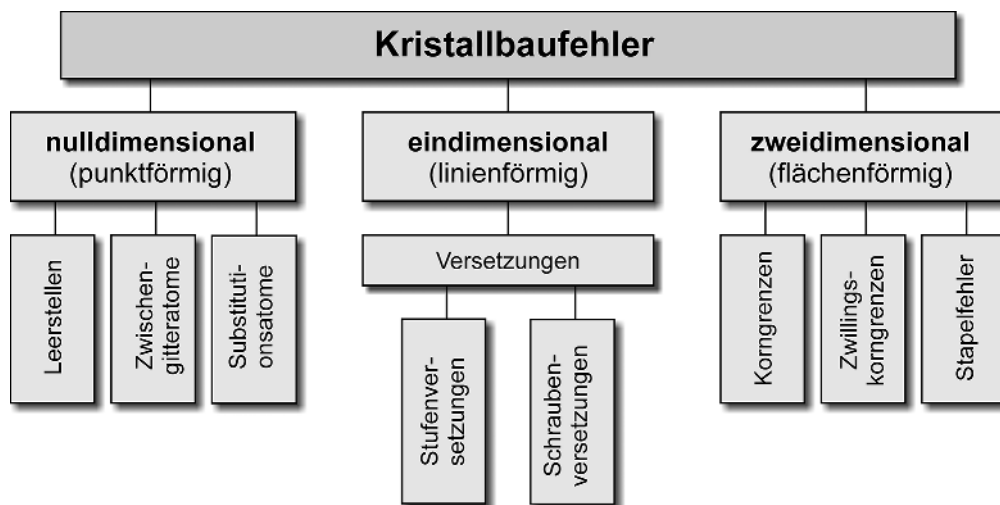 Kristallbaufehler
nulldimensional
(punktförmig)
eindimensional
(linienförmig)
zweidimensional
(flächenförmig)
Leerstellen
Zwischen-
gitteratome
Substituti-
onsatome
Versetzungen
Stufenver-
setzungen
Schrauben-
versetzungen
Korngrenzen
Zwillings-
korngrenzen
Stapelfehler